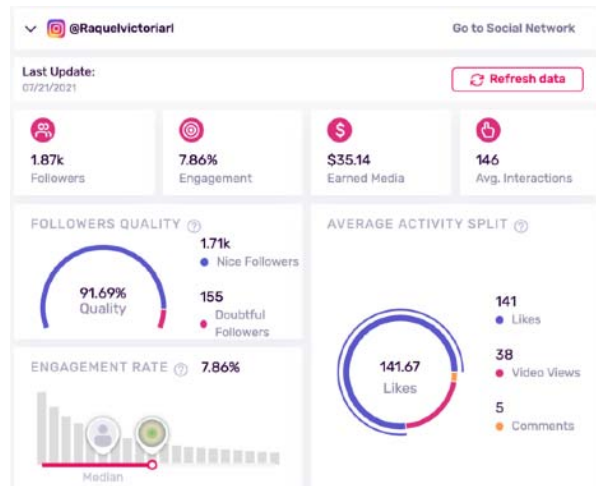 @Raquelvictoriarl
Go to Social Network
Last Update:
07/21/2021
Refresh data
1.87k
Followers
7.86%
Engagement
$35.14
Earned Media
146
Avg. Interactions
FOLLOWERS QUALITY ?
91.69%
Quality
1.71k
Nice Followers
155
Doubtful
Followers
AVERAGE ACTIVITY SPLIT ?
141.67
Likes
141
Likes
38
Video Views
5
Comments
ENGAGEMENT RATE ? 7.86%
Median